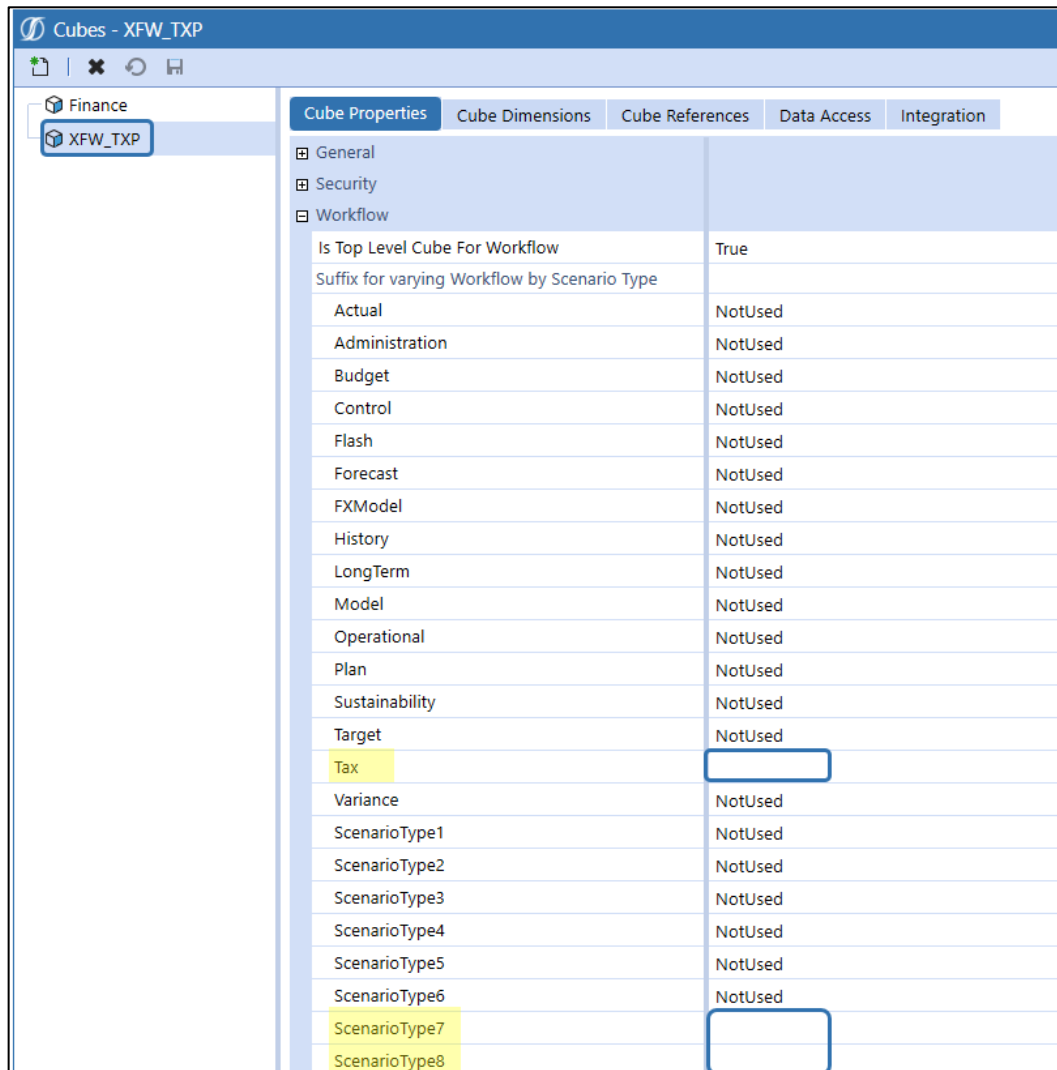 Cubes - XFW_TXP
Finance
XFW_TXP
Cube Properties Cube Dimensions Cube References Data Access Integration
General
Security
Workflow
Is Top Level Cube For Workflow True
Suffix for varying Workflow by Scenario Type
Actual NotUsed
Administration NotUsed
Budget NotUsed
Control NotUsed
Flash NotUsed
Forecast NotUsed
FXModel NotUsed
History NotUsed
LongTerm NotUsed
Model NotUsed
Operational NotUsed
Plan NotUsed
Sustainability NotUsed
Target NotUsed
Tax
Variance NotUsed
ScenarioType1 NotUsed
ScenarioType2 NotUsed
ScenarioType3 NotUsed
ScenarioType4 NotUsed
ScenarioType5 NotUsed
ScenarioType6 NotUsed
ScenarioType7
ScenarioType8